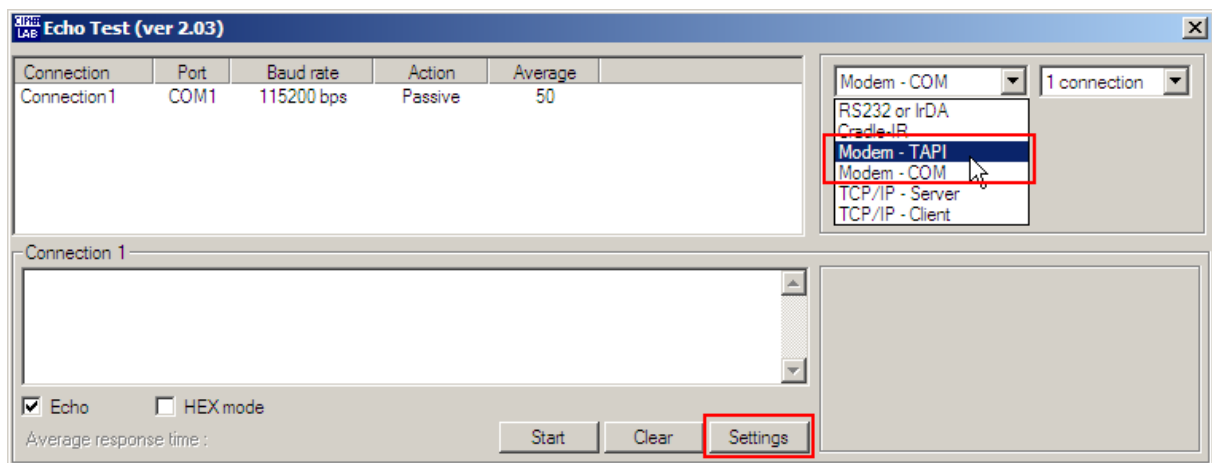 CIPHER LAB Echo Test (ver 2.03)
Connection Port Baud rate Action Average
Connection1 COM1 115200 bps Passive 50
Modem - COM 1 connection
RS232 or IrDA
Cradle-IR
Modem - TAPI
Modem - COM
TCP/IP - Server
TCP/IP - Client
Connection 1
Echo HEX mode
Average response time :
Start Clear Settings